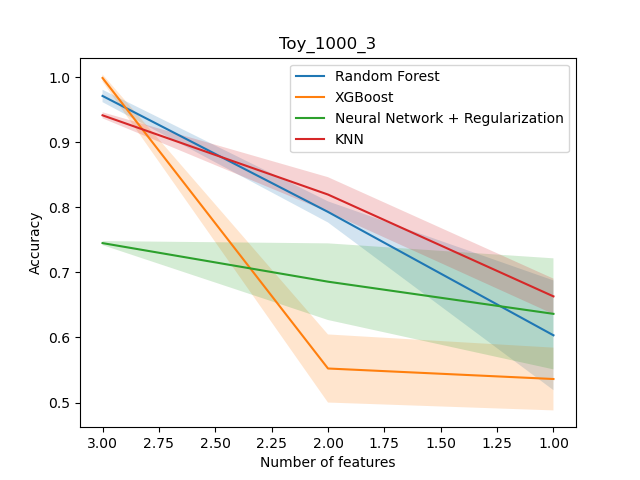 Toy_1000_3
Random Forest
XGBoost
Neural Network + Regularization
KNN
1.0
0.9
0.8
0.7
0.6
0.5
Accuracy
3.00 2.75 2.50 2.25 2.00 1.75 1.50 1.25 1.00
Number of features